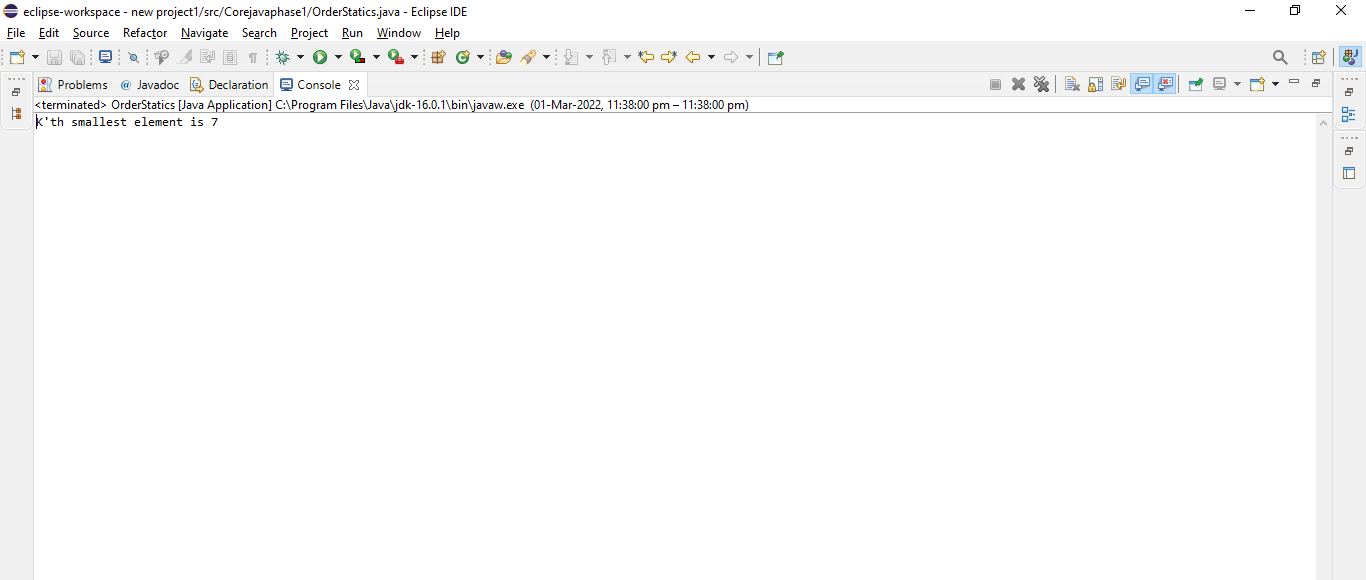 eclipse-workspace - new project1/src/Corejavaphase1/OrderStatics.java - Eclipse IDE
File Edit Source Refactor Navigate Search Project Run Window Help
Problems @ Javadoc Declaration Console
<terminated> OrderStatics [Java Application] C:\Program Files\Java\jdk-16.0.1\bin\javaw.exe (01-Mar-2022, 11:38:00 pm – 11:38:00 pm)
K'th smallest element is 7